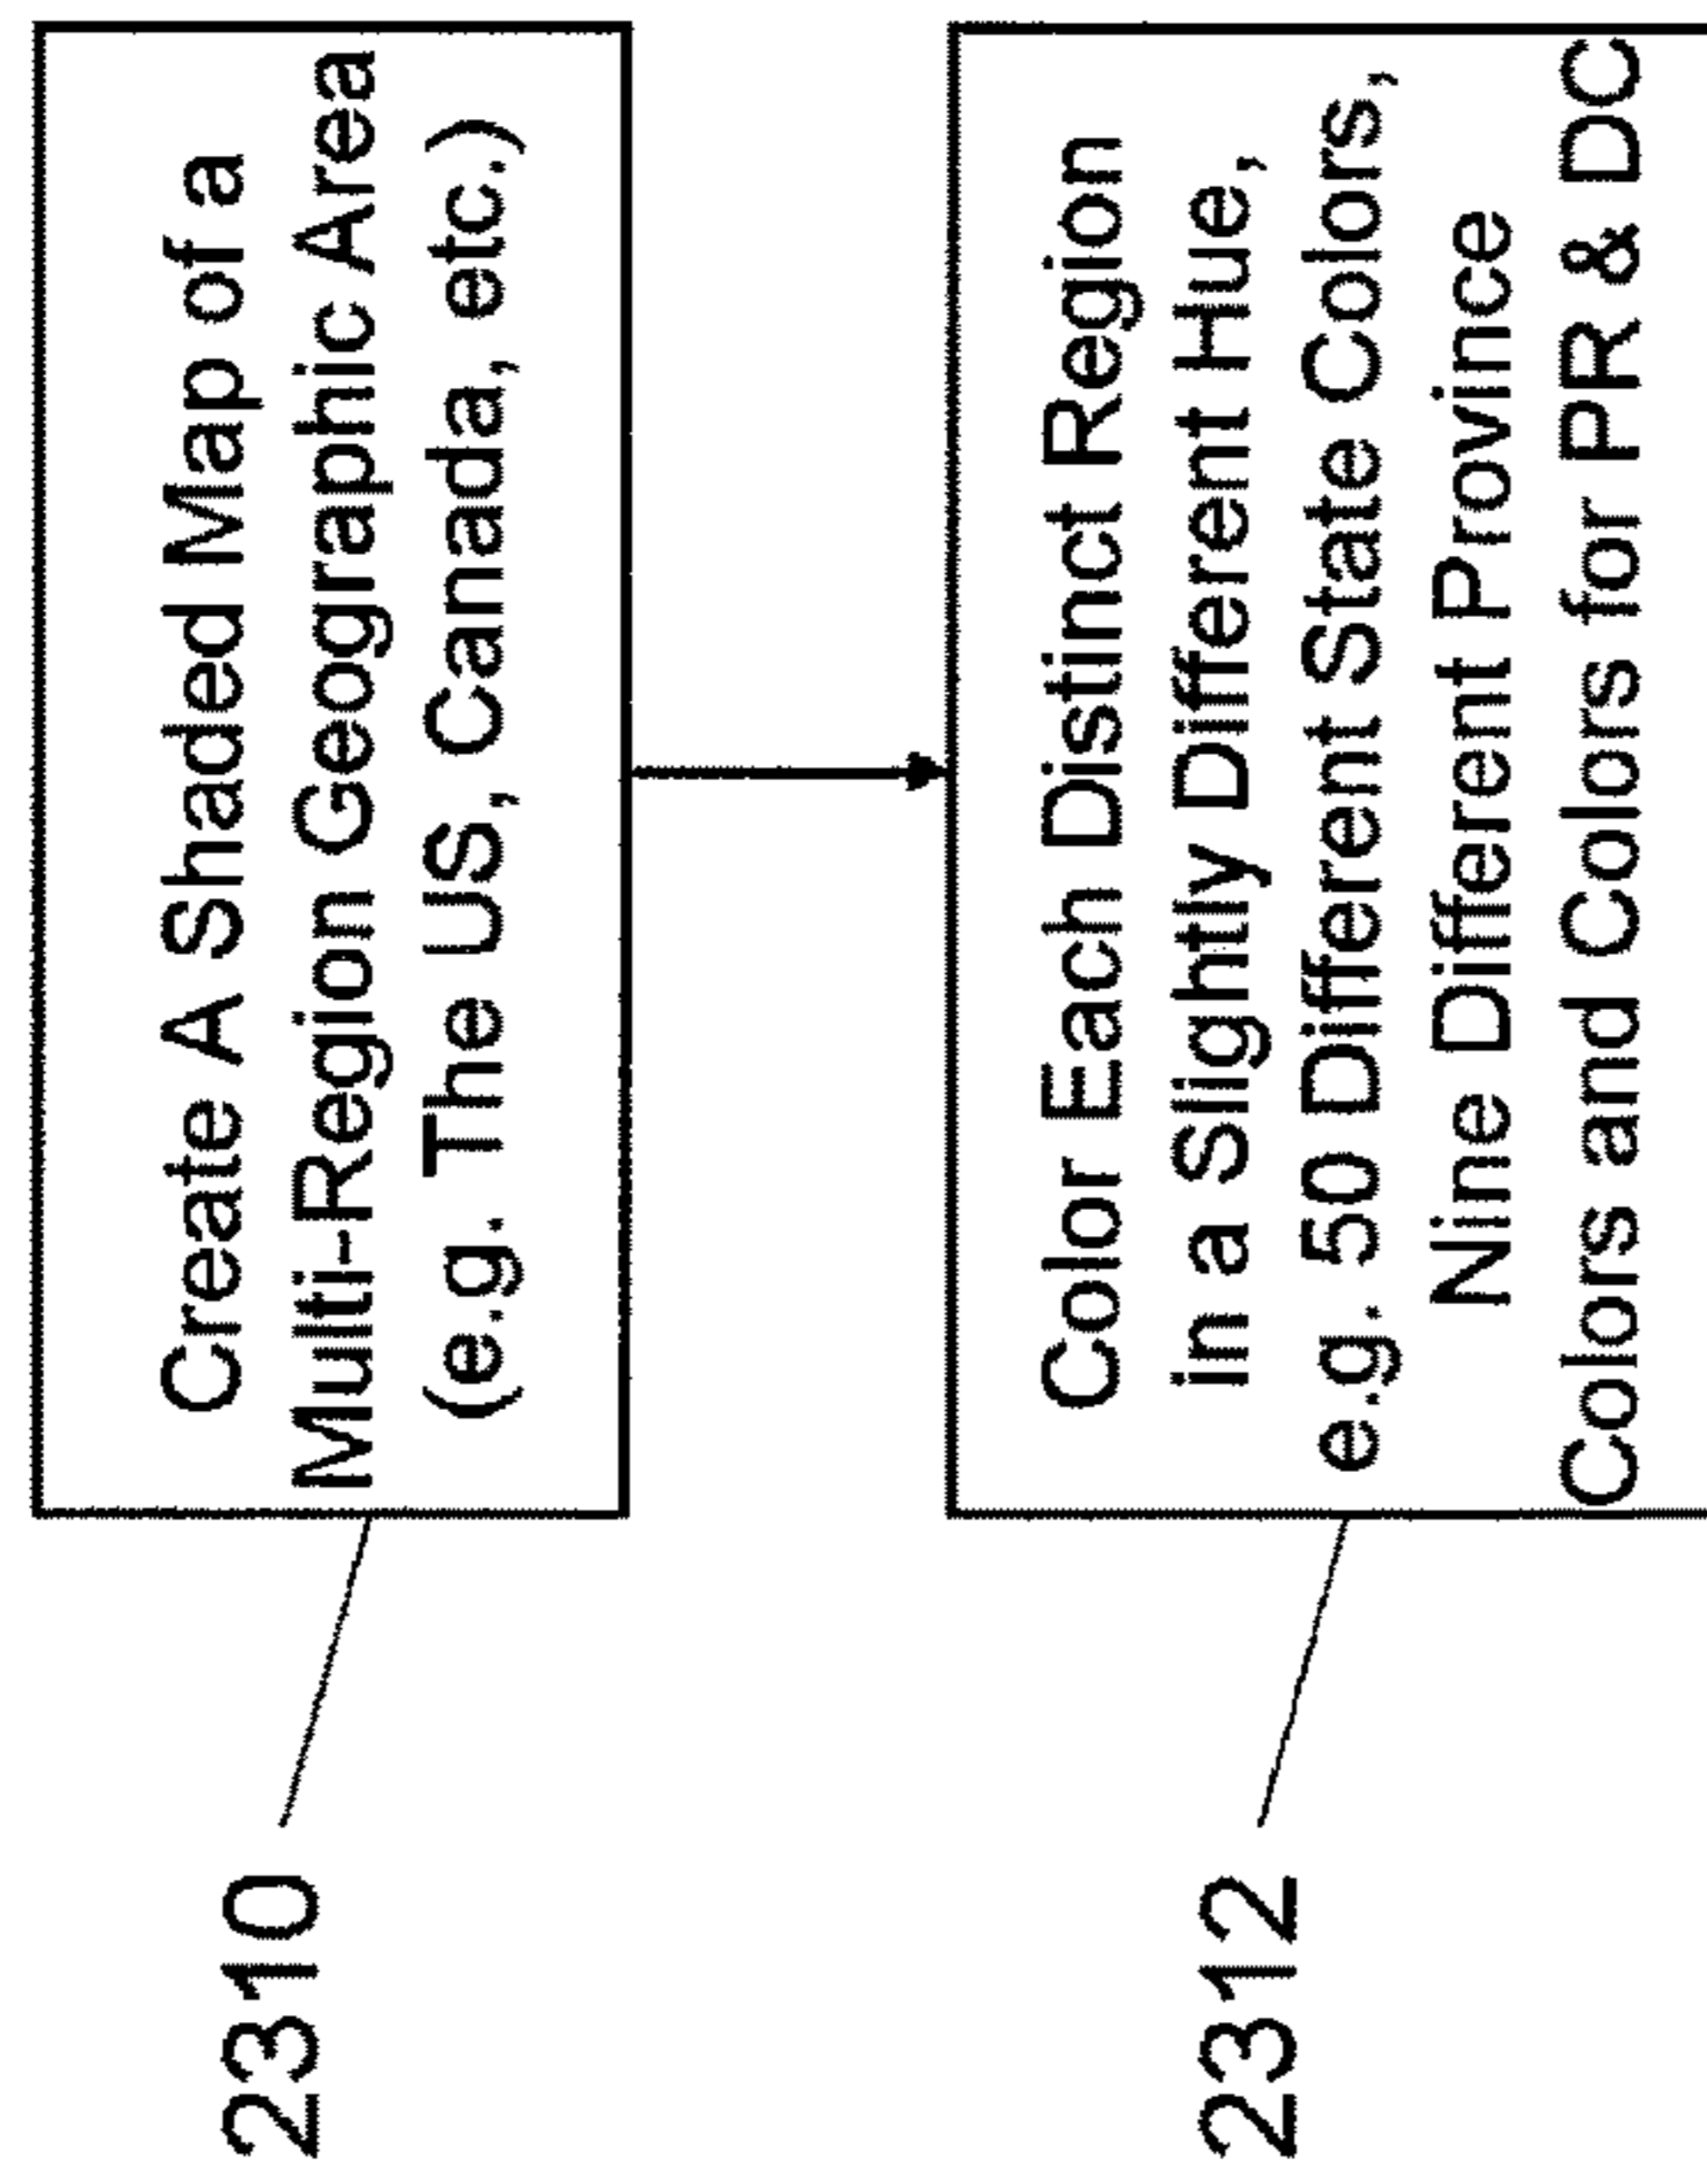 2310
Create A Shaded Map of a
Multi-Region Geographic Area
(e.g. The US, Canada, etc.)
2312
Color Each Distinct Region
in a Slightly Different Hue,
e.g. 50 Different State Colors,
Nine Different Province
Colors and Colors for PR & DC